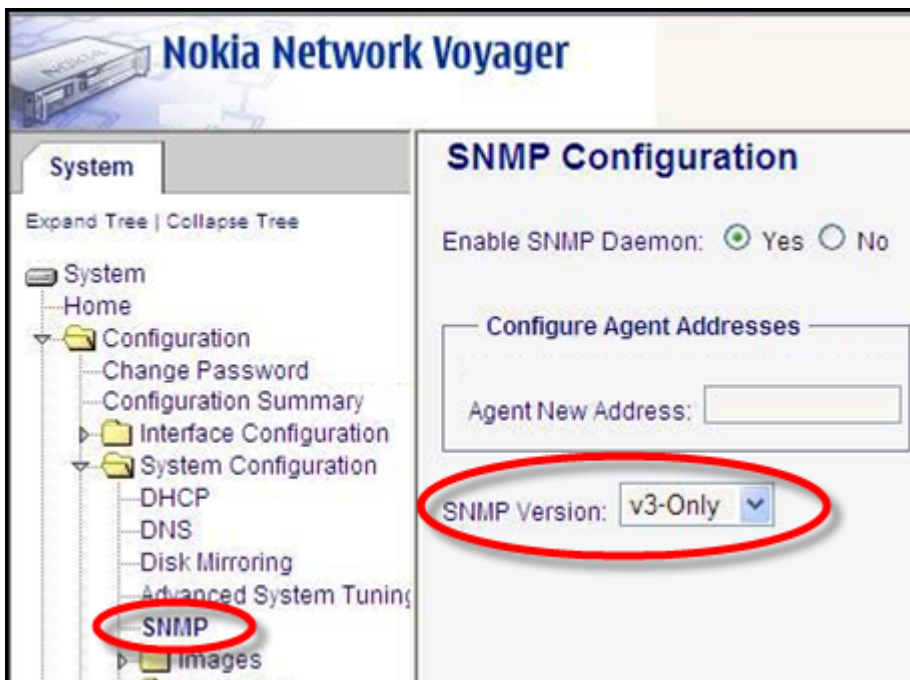 NOKIA
Nokia Network Voyager
System
Expand Tree | Collapse Tree
System
Home
Configuration
Change Password
Configuration Summary
Interface Configuration
System Configuration
DHCP
DNS
Disk Mirroring
Advanced System Tuning
SNMP
Images
SNMP Configuration
Enable SNMP Daemon: Yes No
Configure Agent Addresses
Agent New Address:
SNMP Version: v3-Only